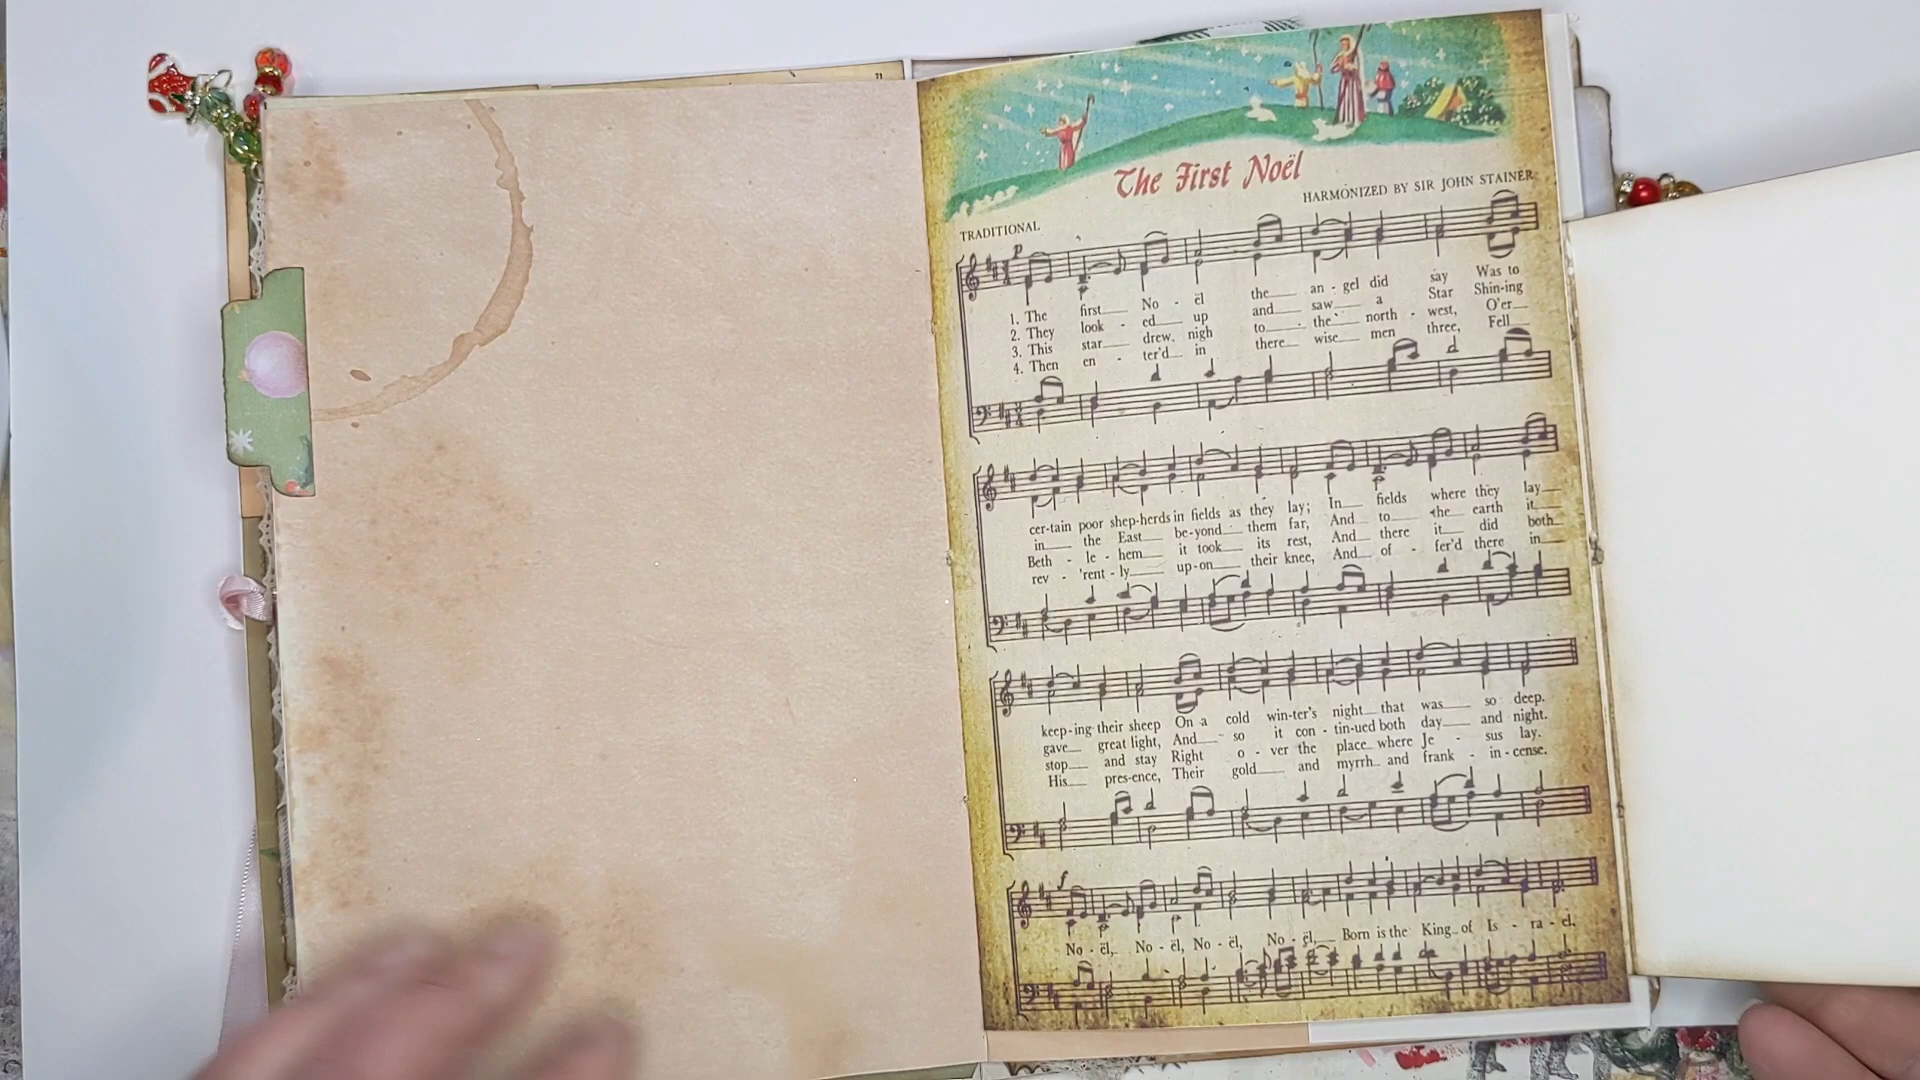 71
The First Noël
HARMONIZED BY SIR JOHN STAINER
TRADITIONAL
p
1. The first No - ël the an - gel did say Was to
2. They look - ed up and saw a Star Shin-ing
3. This star drew nigh to the north - west, O'er
4. Then en - ter'd in there wise men three, Fell
cer-tain poor shep-herds in fields as they lay; In fields where they lay
in the East be-yond them far, And to the earth it
Beth - le - hem it took its rest, And there it did both
rev - 'rent - ly up-on their knee, And of - fer'd there in
keep-ing their sheep On a cold win-ter's night that was so deep.
gave great light, And so it con - tin-ued both day and night.
stop and stay Right o - ver the place where Je - sus lay.
His pres-ence, Their gold and myrrh and frank - in - cense.
f
No - ël, No - ël, No - ël, No - ël, Born is the King of Is - ra - el.